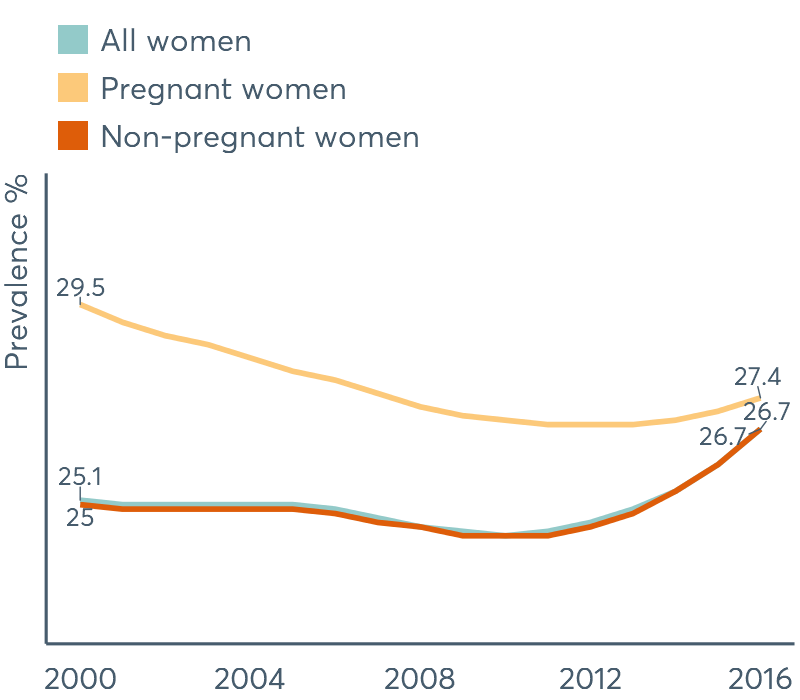 All women
Pregnant women
Non-pregnant women
Prevalence %
29.5
27.4
26.7
26.7
25.1
25
2000 2004 2008 2012 2016